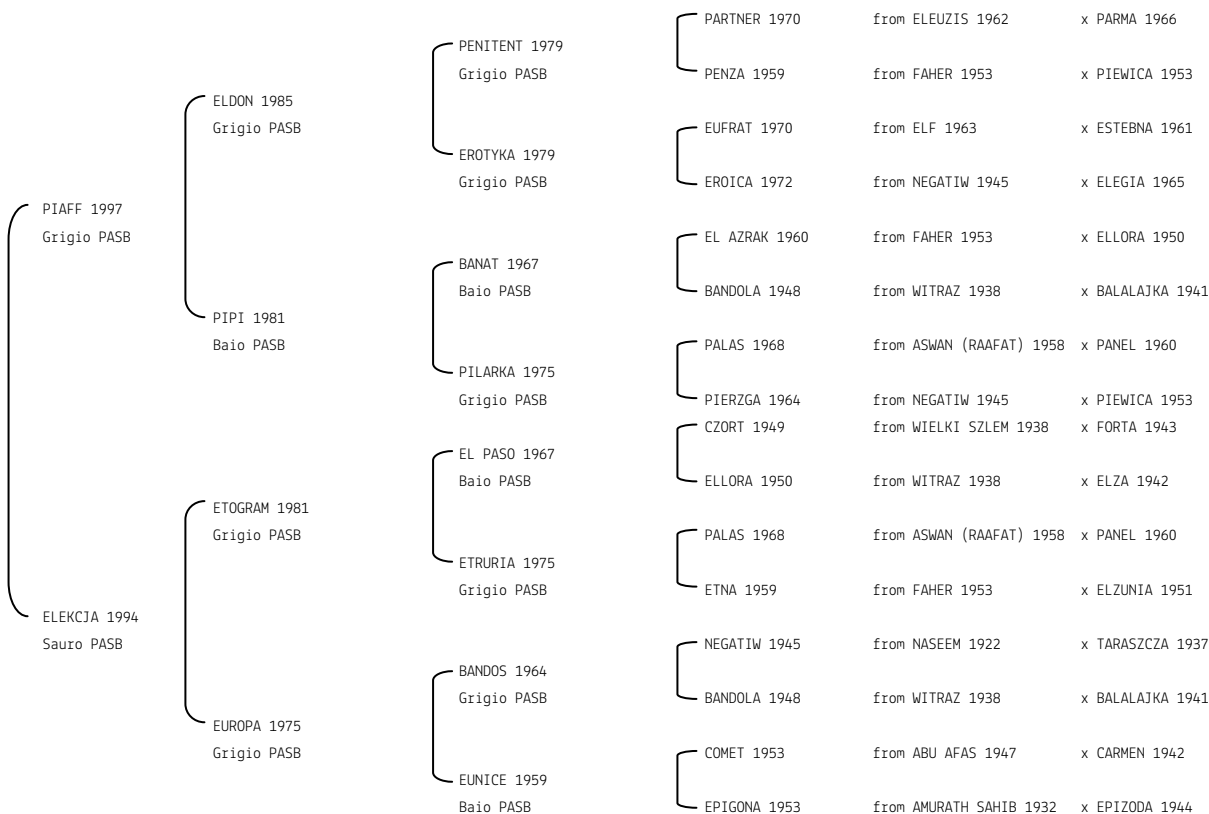 PARTNER 1970 from ELEUZIS 1962 x PARMA 1966
PENITENT 1979
Grigio PASB PENZA 1959 from FAHER 1953 x PIEWICA 1953
ELDON 1985
Grigio PASB EUFRAT 1970 from ELF 1963 x ESTEBNA 1961
EROTYKA 1979
Grigio PASB EROICA 1972 from NEGATIW 1945 x ELEGIA 1965
PIAFF 1997
Grigio PASB EL AZRAK 1960 from FAHER 1953 x ELLORA 1950
BANAT 1967
Baio PASB BANDOLA 1948 from WITRAZ 1938 x BALALAJKA 1941
PIPI 1981
Baio PASB PALAS 1968 from ASWAN (RAAFAT) 1958 x PANEL 1960
PILARKA 1975
Grigio PASB PIERZGA 1964 from NEGATIW 1945 x PIEWICA 1953
CZORT 1949 from WIELKI SZLEM 1938 x FORTA 1943
EL PASO 1967
Baio PASB ELLORA 1950 from WITRAZ 1938 x ELZA 1942
ETOGRAM 1981
Grigio PASB PALAS 1968 from ASWAN (RAAFAT) 1958 x PANEL 1960
ETRURIA 1975
Grigio PASB ETNA 1959 from FAHER 1953 x ELZUNIA 1951
ELEKCJA 1994
Sauro PASB NEGATIW 1945 from NASEEM 1922 x TARASZCZA 1937
BANDOS 1964
Grigio PASB BANDOLA 1948 from WITRAZ 1938 x BALALAJKA 1941
EUROPA 1975
Grigio PASB COMET 1953 from ABU AFAS 1947 x CARMEN 1942
EUNICE 1959
Baio PASB EPIGONA 1953 from AMURATH SAHIB 1932 x EPIZODA 1944